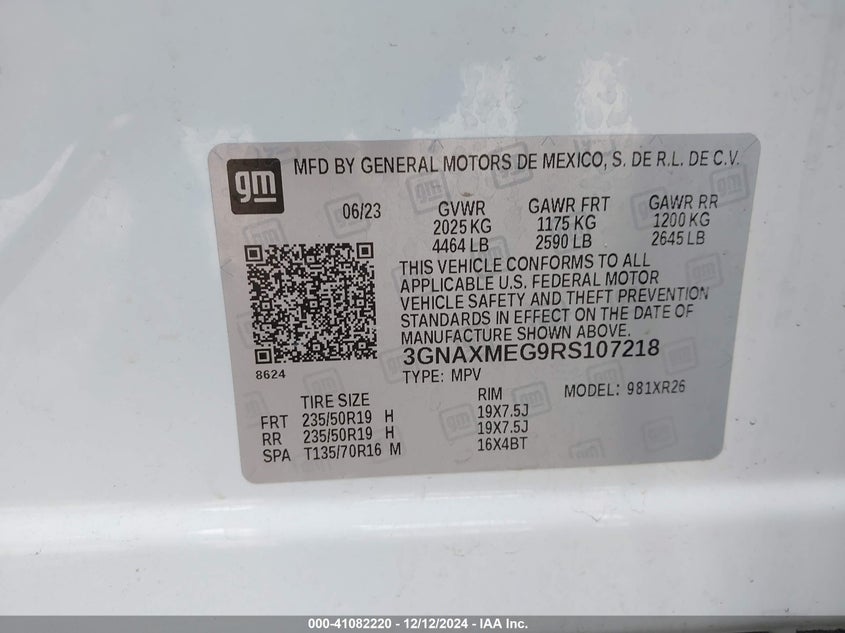 gm
MFD BY GENERAL MOTORS DE MEXICO, S. DE R.L. DE C.V.
06/23 GVWR GAWR FRT GAWR RR
2025 KG 1175 KG 1200 KG
4464 LB 2590 LB 2645 LB
THIS VEHICLE CONFORMS TO ALL
APPLICABLE U.S. FEDERAL MOTOR
VEHICLE SAFETY AND THEFT PREVENTION
STANDARDS IN EFFECT ON THE DATE OF
MANUFACTURE SHOWN ABOVE.
3GNAXMEG9RS107218
8624
TYPE: MPV MODEL: 981XR26
TIRE SIZE RIM
FRT 235/50R19 H 19X7.5J
RR 235/50R19 H 19X7.5J
SPA T135/70R16 M 16X4BT
000-41082220 - 12/12/2024 - IAA Inc.